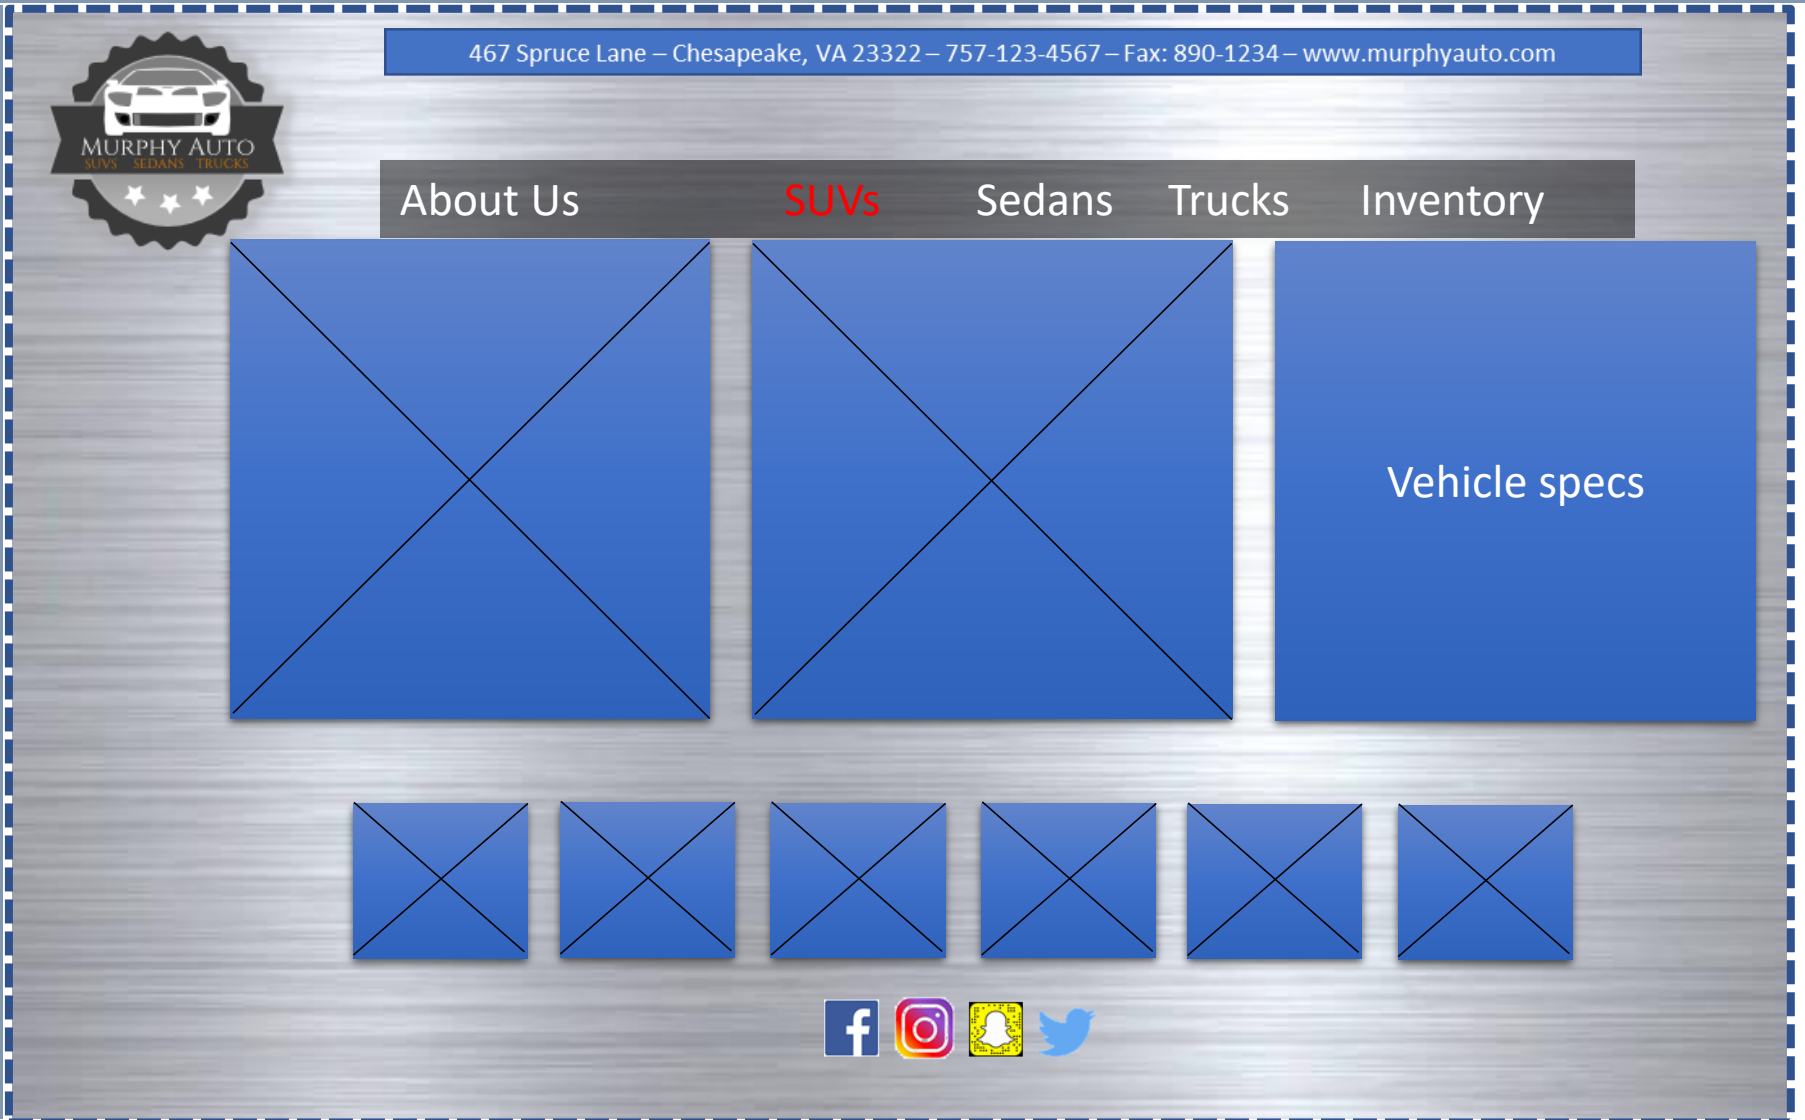 467 Spruce Lane – Chesapeake, VA 23322 – 757-123-4567 – Fax: 890-1234 – www.murphyauto.com
MURPHY AUTO
SUVS SEDANS TRUCKS
About Us SUVs Sedans Trucks Inventory
Vehicle specs